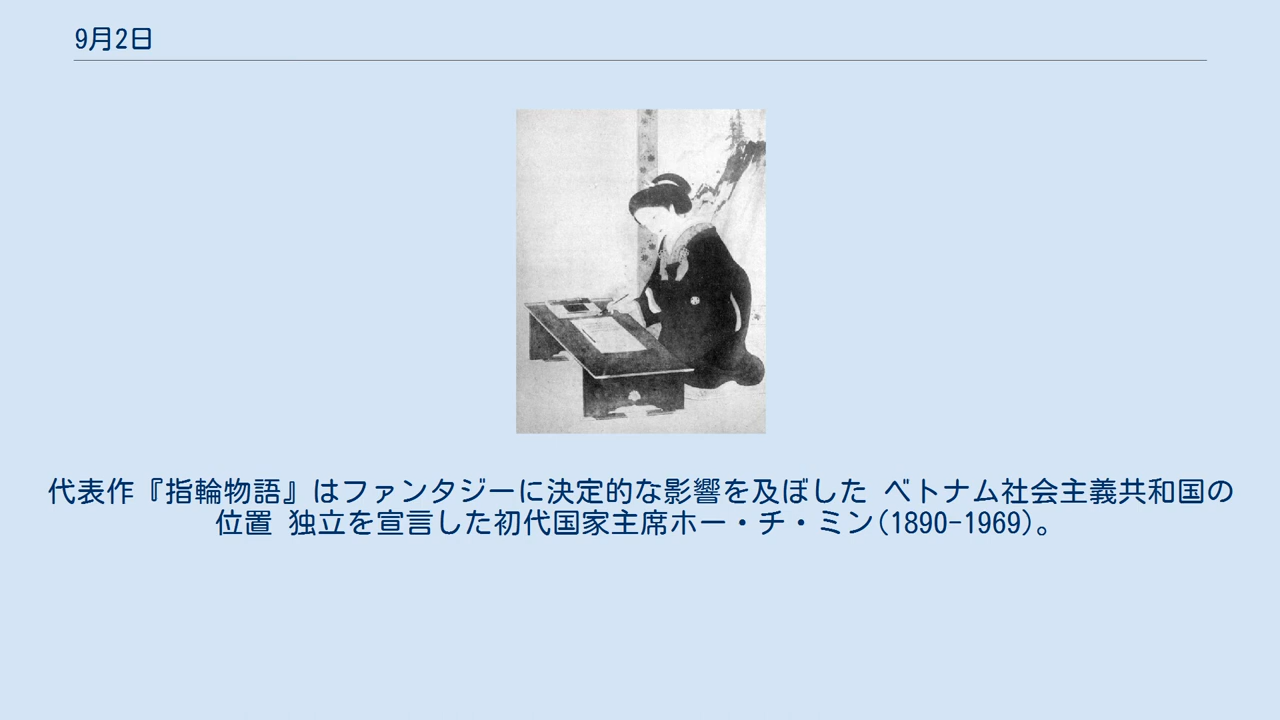 9月2日
代表作『指輪物語』はファンタジーに決定的な影響を及ぼした ベトナム社会主義共和国の
位置 独立を宣言した初代国家主席ホー・チ・ミン(1890-1969)。